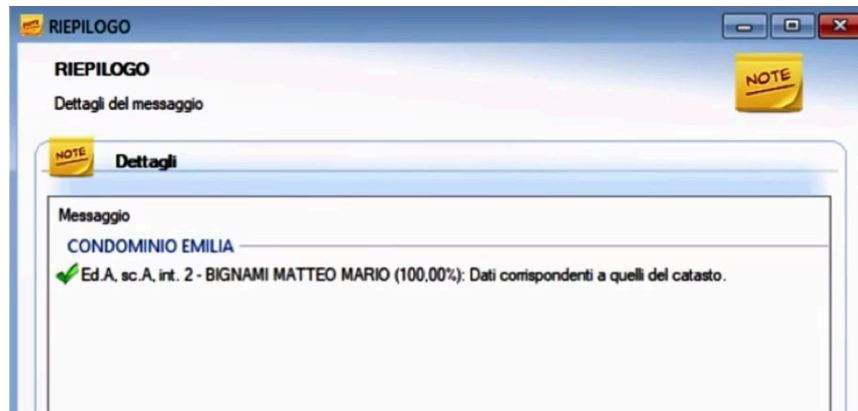 NOTE RIEPILOGO
RIEPILOGO
NOTE
Dettagli del messaggio
NOTE Dettagli
Messaggio
CONDOMINIO EMILIA
Ed.A, sc.A, int. 2 - BIGNAMI MATTEO MARIO (100,00%): Dati corrispondenti a quelli del catasto.